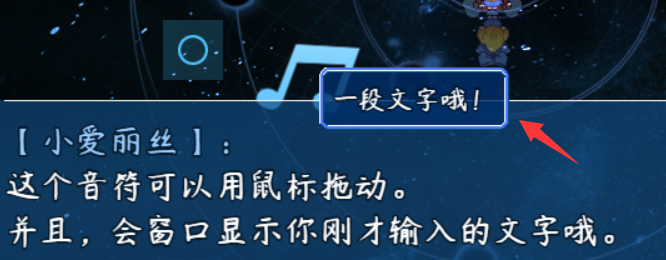 一段文字哦！
【小爱丽丝】：
这个音符可以用鼠标拖动。
并且，会窗口显示你刚才输入的文字哦。